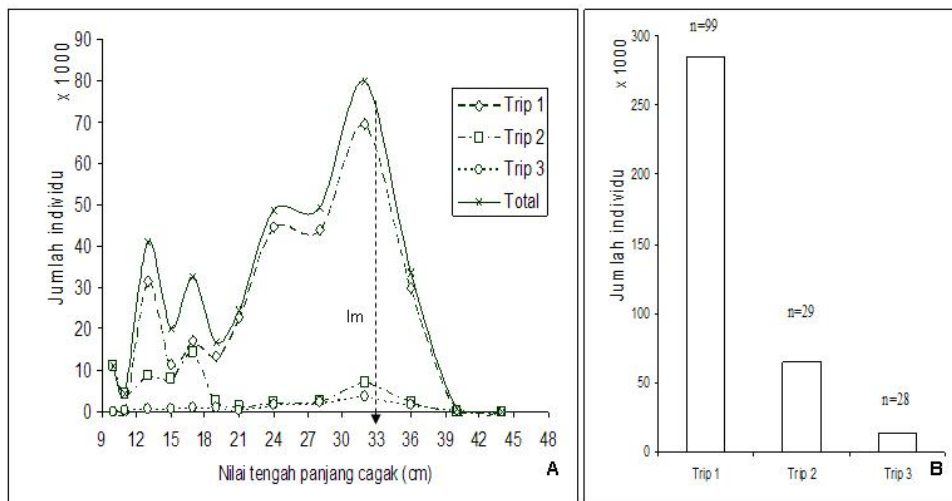 x 1000
Jumlah individu
90
80
70
60
50
40
30
20
10
0
9 12 15 18 21 24 27 30 33 36 39 42 45 48
Nilai tengah panjang cagak (cm)
Trip 1
Trip 2
Trip 3
Total
lm
A
x 1000
Jumlah individu
300
250
200
150
100
50
0
n=99
n=29
n=28
Trip 1 Trip 2 Trip 3
B